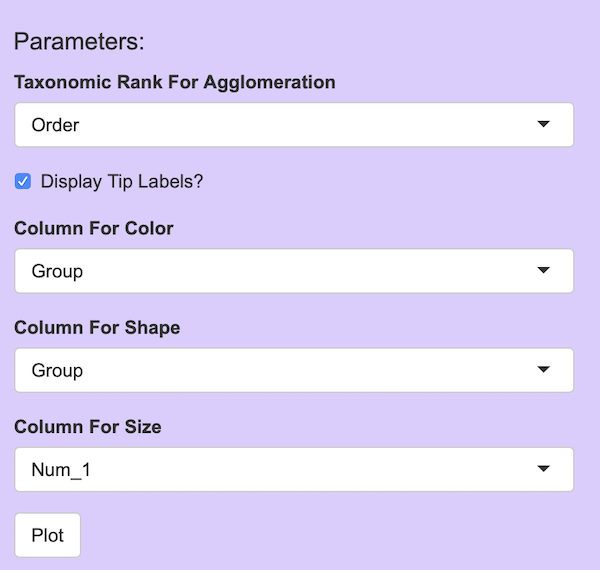 Parameters:
Taxonomic Rank For Agglomeration
Order
Display Tip Labels?
Column For Color
Group
Column For Shape
Group
Column For Size
Num_1
Plot